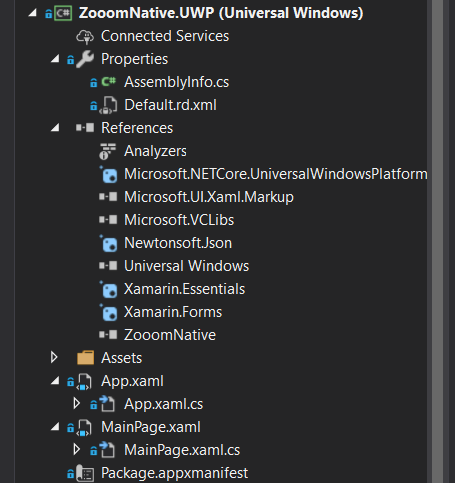 C# ZooomNative.UWP (Universal Windows)
Connected Services
Properties
C# AssemblyInfo.cs
Default.rd.xml
References
Analyzers
Microsoft.NETCore.UniversalWindowsPlatform
Microsoft.UI.Xaml.Markup
Microsoft.VCLibs
Newtonsoft.Json
Universal Windows
Xamarin.Essentials
Xamarin.Forms
ZooomNative
Assets
App.xaml
App.xaml.cs
MainPage.xaml
MainPage.xaml.cs
Package.appxmanifest